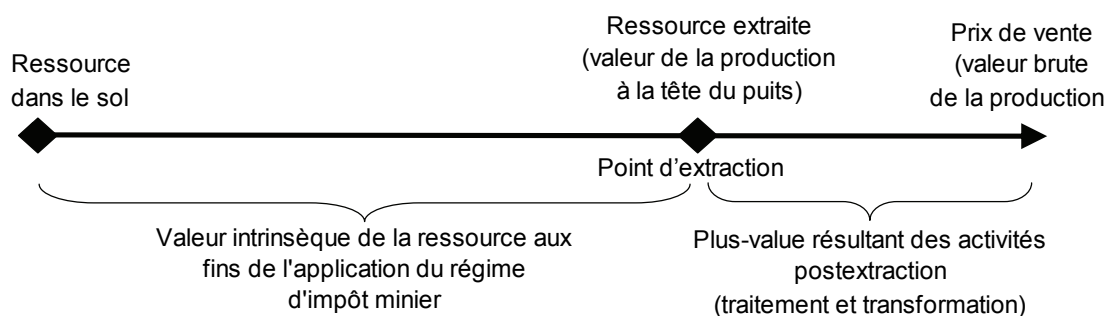 Ressource
dans le sol
Ressource extraite
(valeur de la production
à la tête du puits)
Prix de vente
(valeur brute
de la production
Point d'extraction
Valeur intrinsèque de la ressource aux
fins de l'application du régime
d'impôt minier
Plus-value résultant des activités
postextraction
(traitement et transformation)